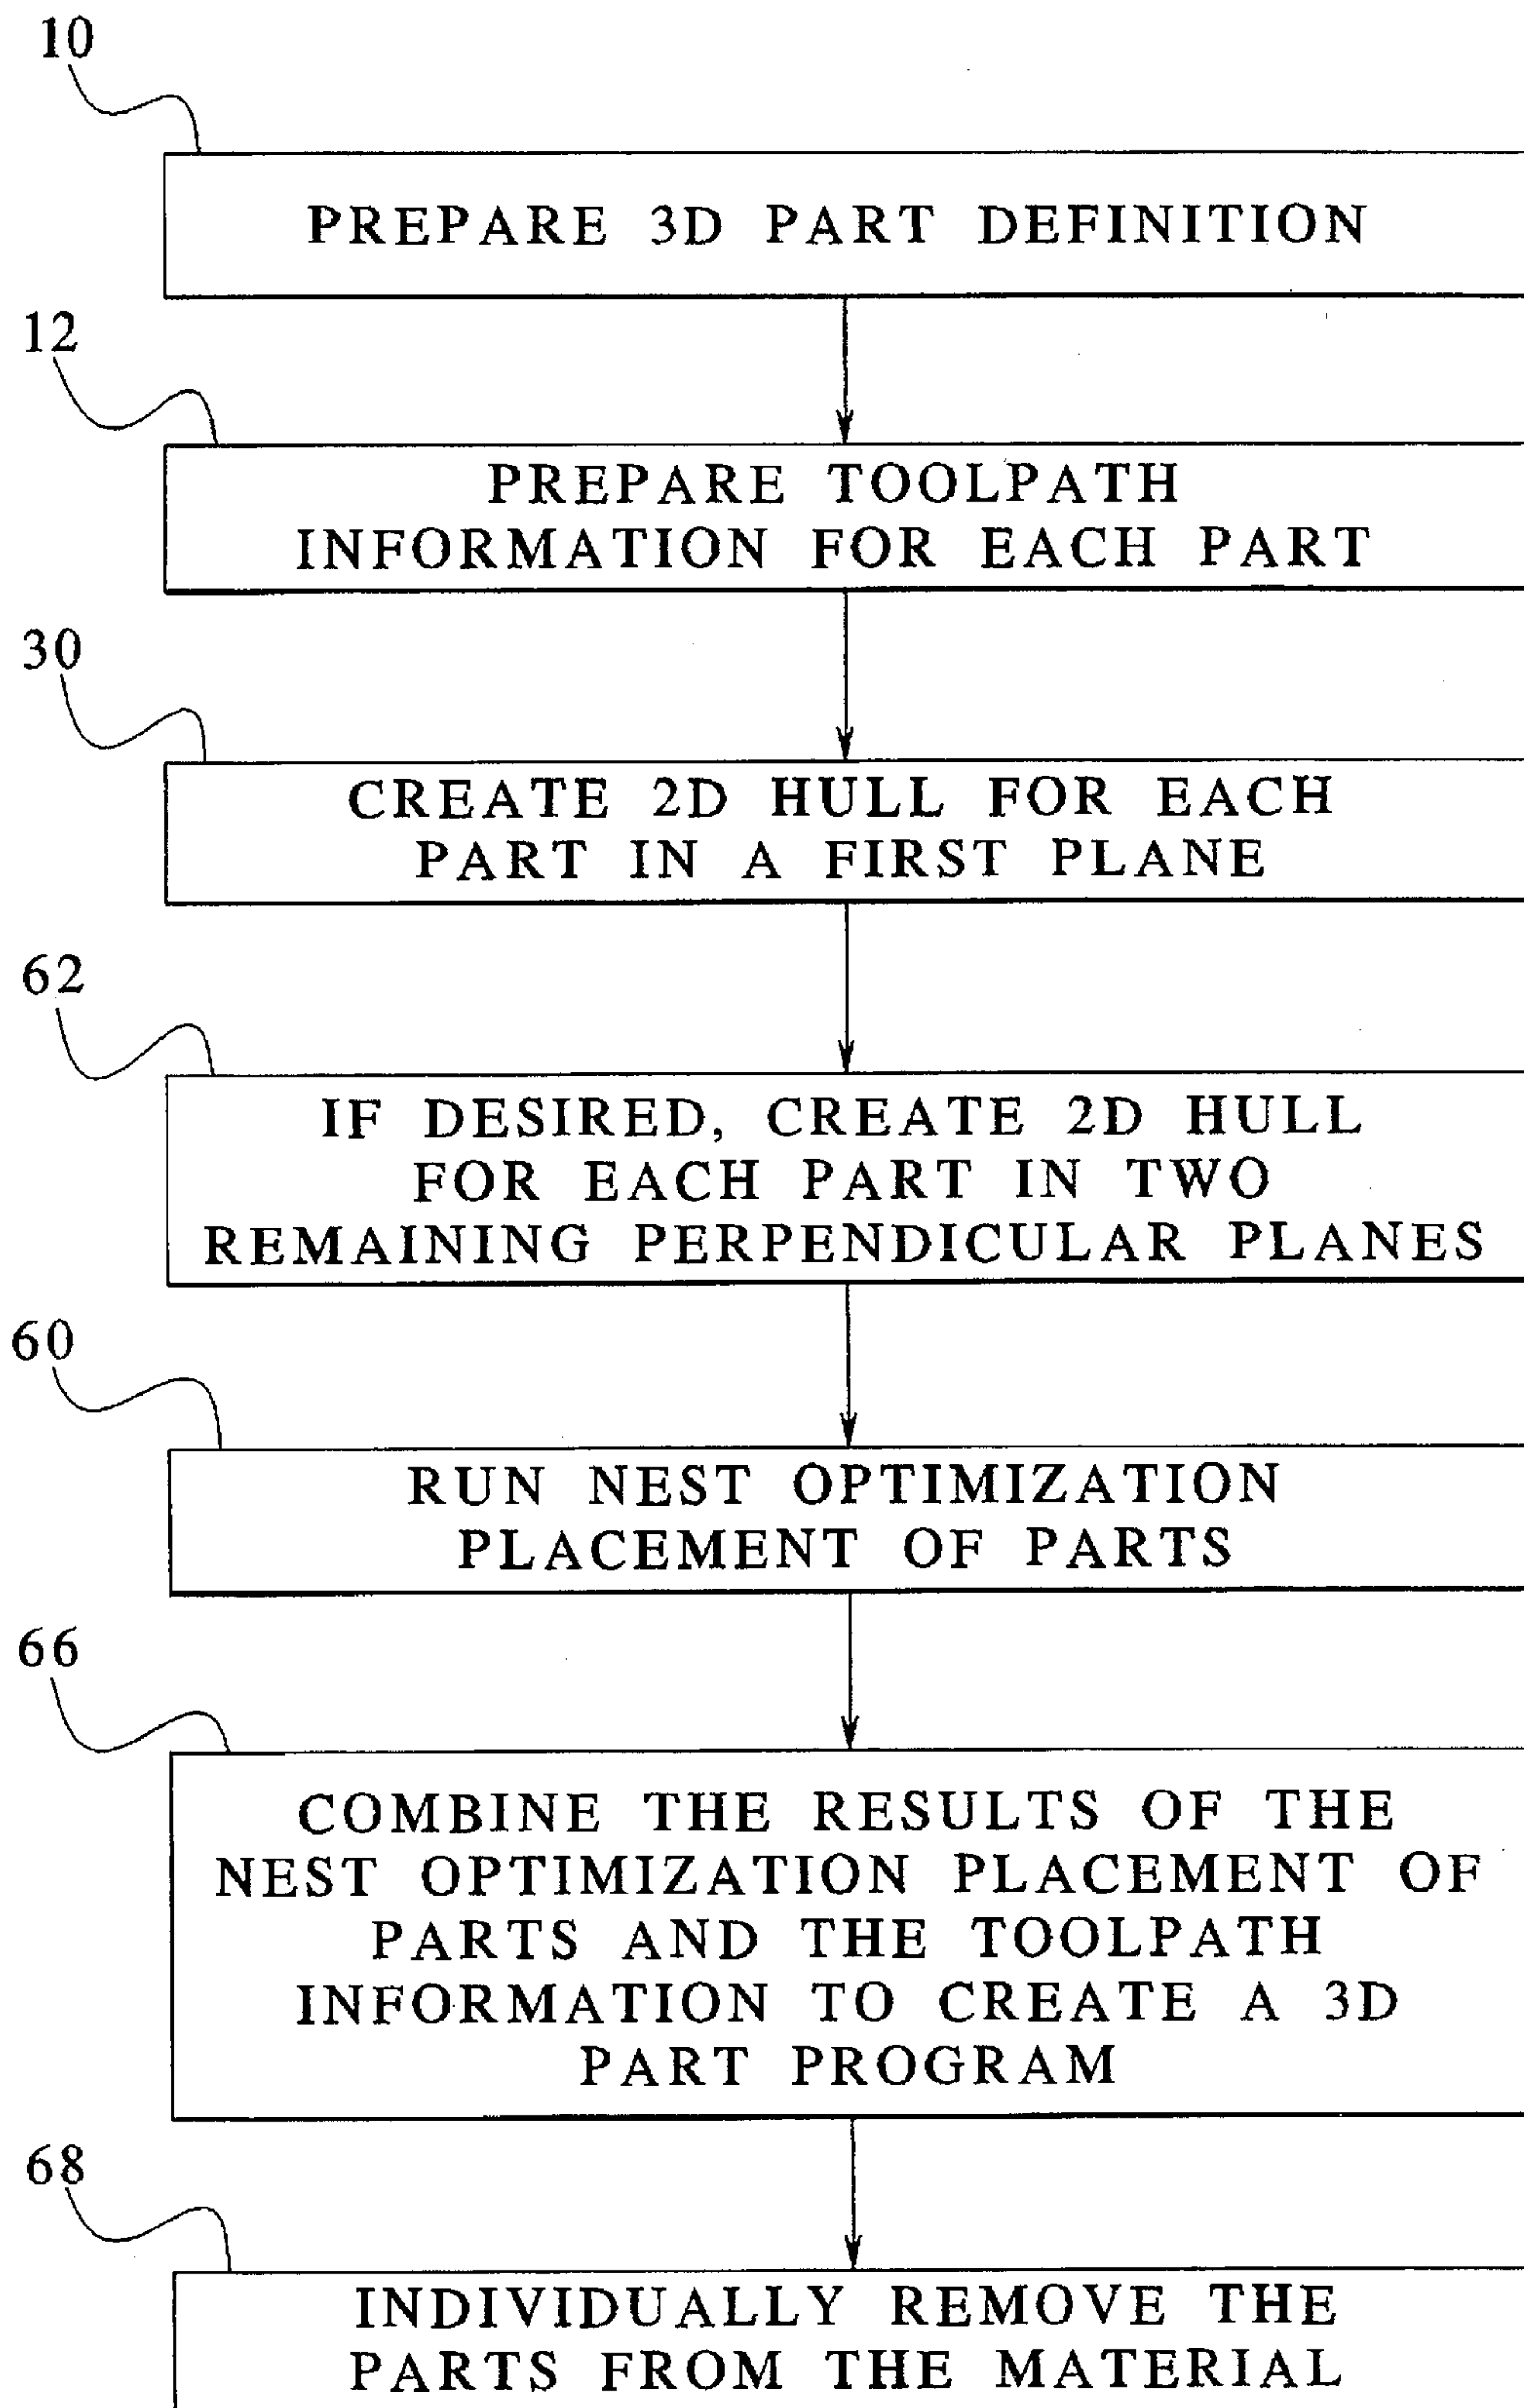 10
PREPARE 3D PART DEFINITION
12
PREPARE TOOLPATH
INFORMATION FOR EACH PART
30
CREATE 2D HULL FOR EACH
PART IN A FIRST PLANE
62
IF DESIRED, CREATE 2D HULL
FOR EACH PART IN TWO
REMAINING PERPENDICULAR PLANES
60
RUN NEST OPTIMIZATION
PLACEMENT OF PARTS
66
COMBINE THE RESULTS OF THE
NEST OPTIMIZATION PLACEMENT OF
PARTS AND THE TOOLPATH
INFORMATION TO CREATE A 3D
PART PROGRAM
68
INDIVIDUALLY REMOVE THE
PARTS FROM THE MATERIAL